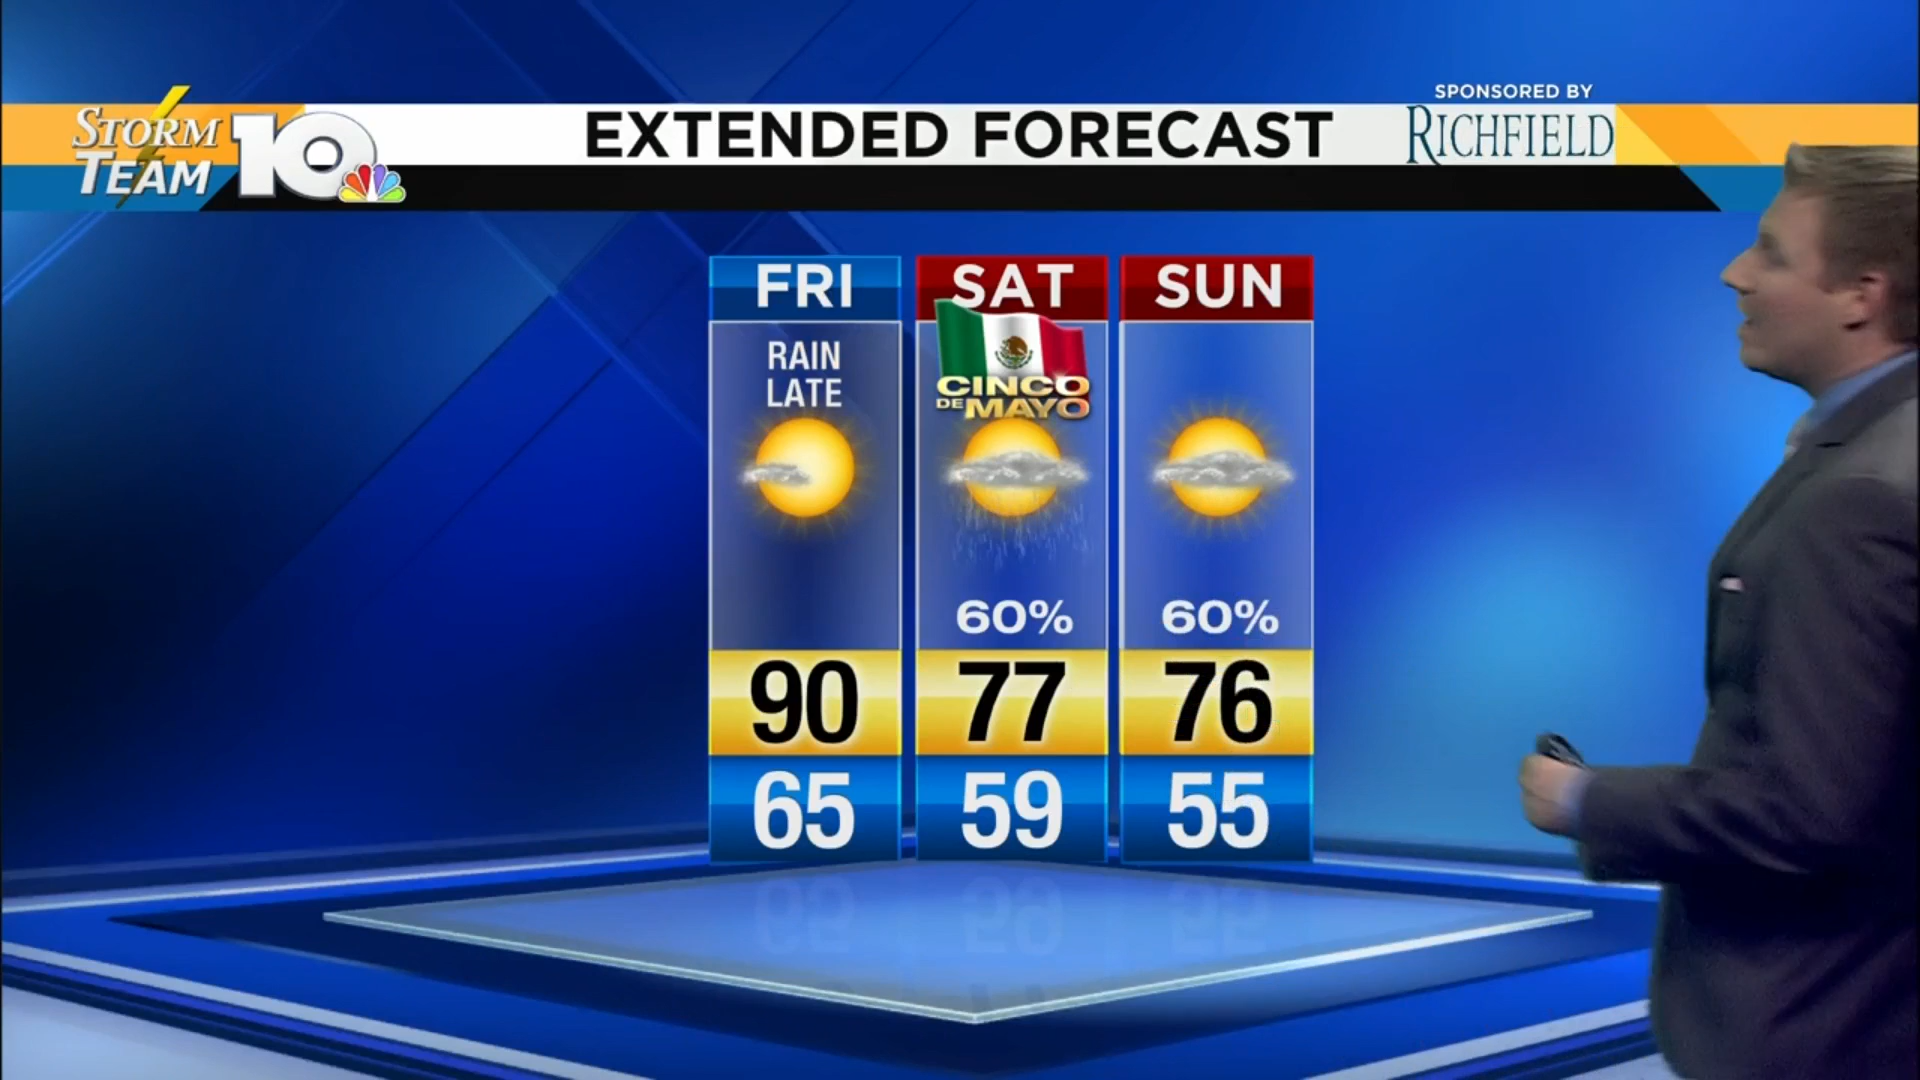 SPONSORED BY
STORM
TEAM
10
EXTENDED FORECAST
RICHFIELD
FRI
RAIN
LATE
90
65
SAT
CINCO
DE MAYO
60%
77
59
SUN
60%
76
55